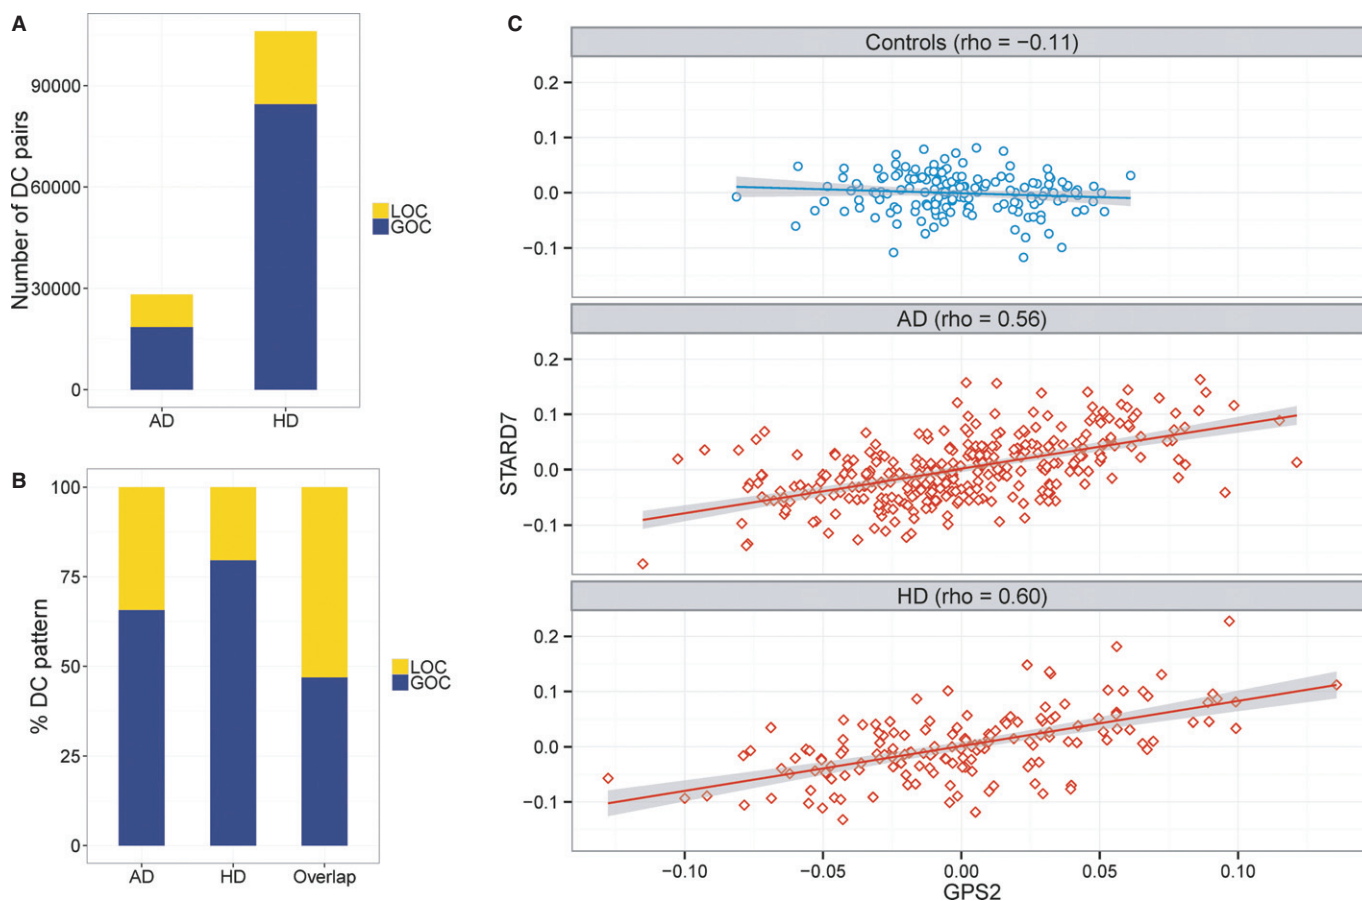 A
Number of DC pairs
90000
60000
30000
0
AD
HD
LOC
GOC
B
% DC pattern
100
75
50
25
0
AD
HD
Overlap
LOC
GOC
C
Controls (rho = −0.11)
0.2
0.1
0.0
−0.1
AD (rho = 0.56)
0.2
0.1
0.0
−0.1
HD (rho = 0.60)
0.2
0.1
0.0
−0.1
STARD7
−0.10
−0.05
0.00
0.05
0.10
GPS2